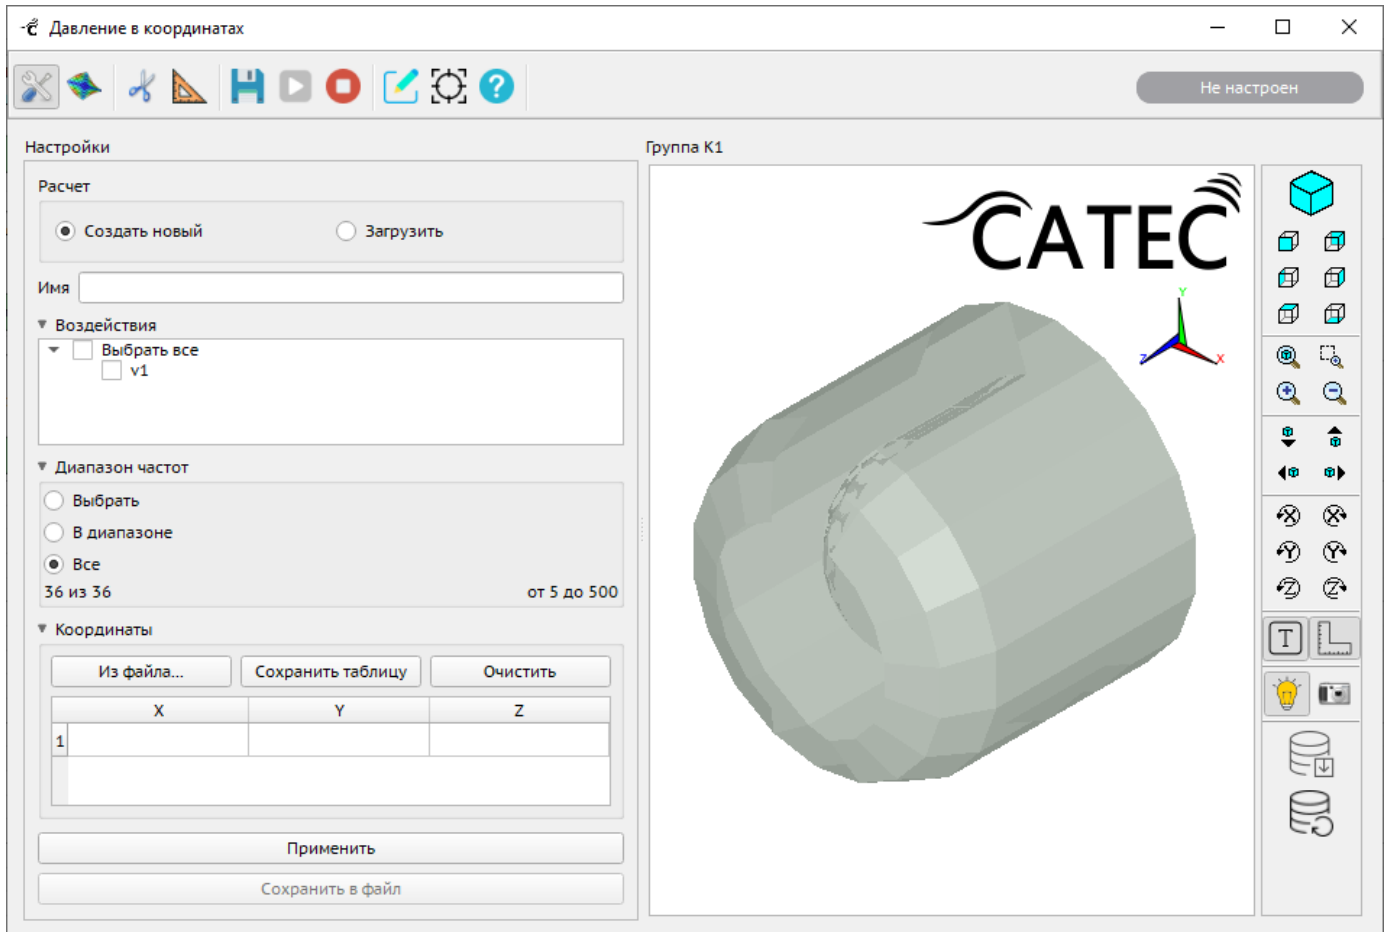 Давление в координатах
Не настроен
Настройки
Расчет
Создать новый
Загрузить
Имя
Воздействия
Выбрать все
v1
Диапазон частот
Выбрать
В диапазоне
Все
36 из 36
от 5 до 500
Координаты
Из файла...
Сохранить таблицу
Очистить
X Y Z
1
Применить
Сохранить в файл
Группа К1
CATEC
Y
Z
X
X X
Y Y
Z Z
T